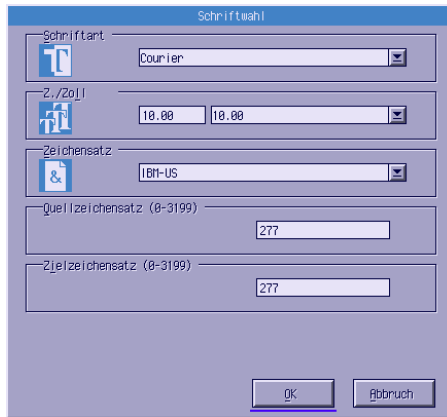 Schriftwahl
Schriftart
Courier
Z./Zoll
10.00 10.00
Zeichensatz
IBM-US
Quellzeichensatz (0-3199)
277
Zielzeichensatz (0-3199)
277
OK Abbruch